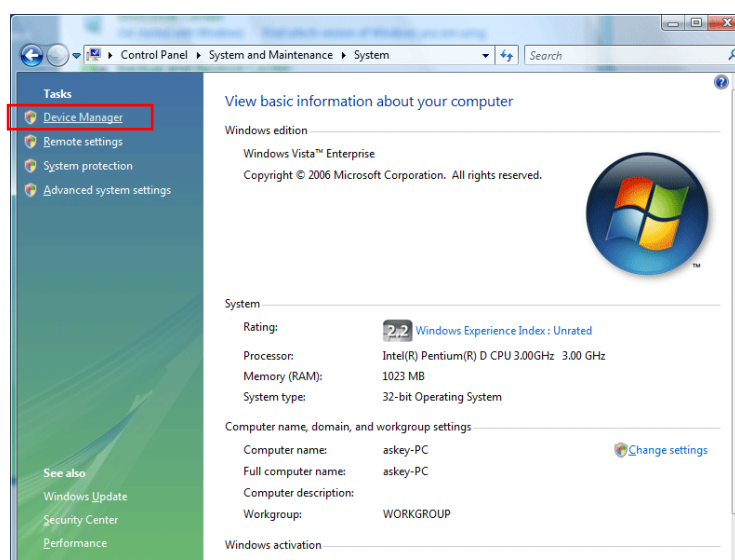 Control Panel ▸ System and Maintenance ▸ System
Search
Tasks
Device Manager
Remote settings
System protection
Advanced system settings
See also
Windows Update
Security Center
Performance
View basic information about your computer
Windows edition
Windows Vista™ Enterprise
Copyright © 2006 Microsoft Corporation. All rights reserved.
TM
System
Rating:
2,2 Windows Experience Index : Unrated
Processor: Intel(R) Pentium(R) D CPU 3.00GHz 3.00 GHz
Memory (RAM): 1023 MB
System type: 32-bit Operating System
Computer name, domain, and workgroup settings
Computer name: askey-PC
Change settings
Full computer name: askey-PC
Computer description:
Workgroup: WORKGROUP
Windows activation